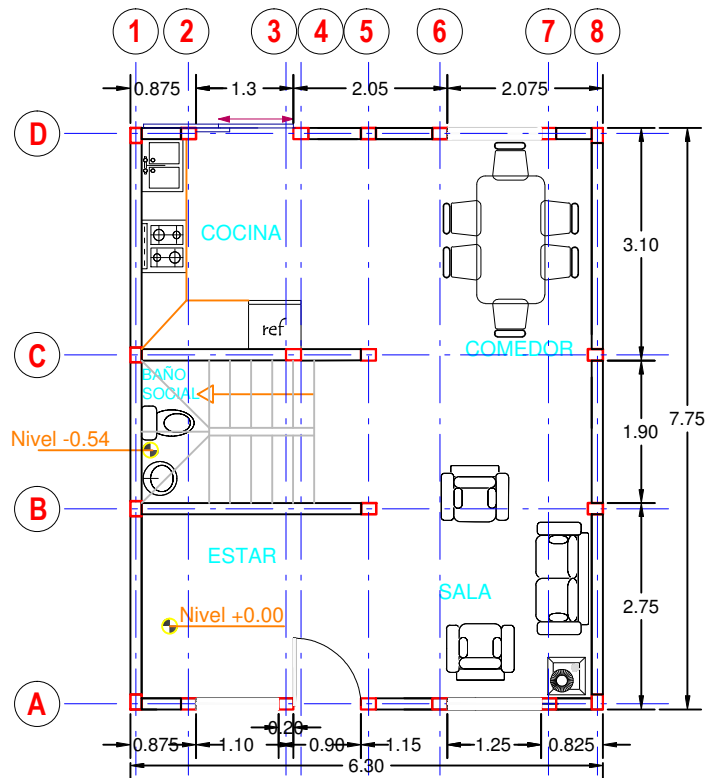 1 2 3 4 5 6 7 8
0.875 1.3 2.05 2.075
D
COCINA
3.10
ref
C
COMEDOR
BAÑO
SOCIAL
7.75
1.90
Nivel -0.54
B
ESTAR
SALA
2.75
Nivel +0.00
A
0.20
0.875 1.10 0.90 1.15 1.25 0.825
6.30